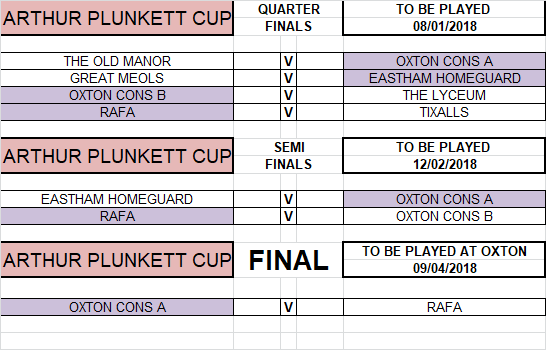 ARTHUR PLUNKETT CUP QUARTER FINALS TO BE PLAYED 08/01/2018
THE OLD MANOR V OXTON CONS A
GREAT MEOLS V EASTHAM HOMEGUARD
OXTON CONS B V THE LYCEUM
RAFA V TIXALLS
ARTHUR PLUNKETT CUP SEMI FINALS TO BE PLAYED 12/02/2018
EASTHAM HOMEGUARD V OXTON CONS A
RAFA V OXTON CONS B
ARTHUR PLUNKETT CUP FINAL TO BE PLAYED AT OXTON 09/04/2018
OXTON CONS A V RAFA